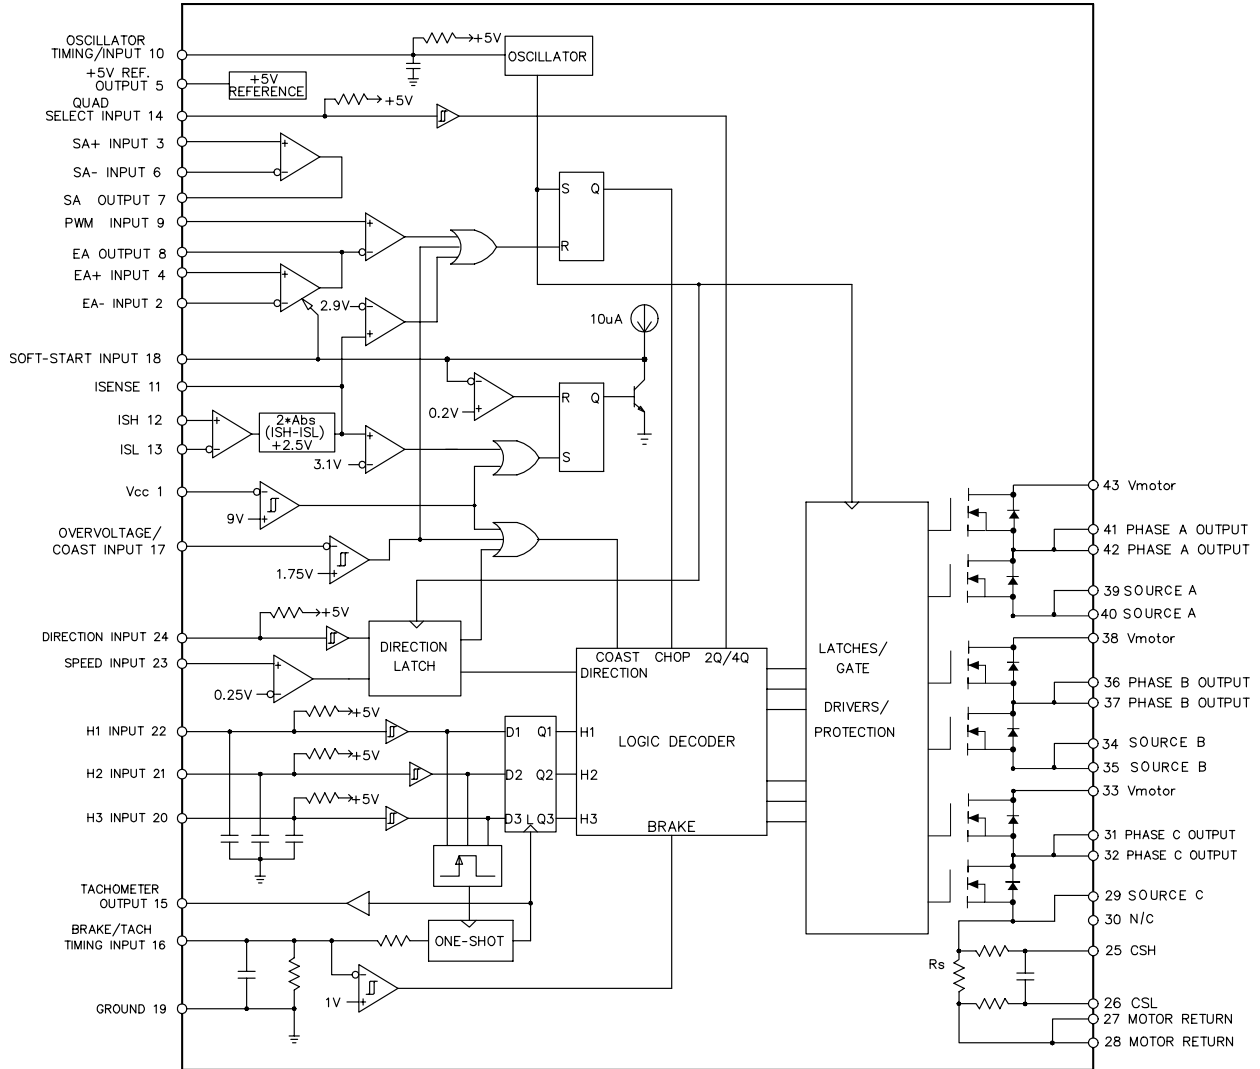 OSCILLATOR
TIMING/INPUT 10
+5V
OSCILLATOR
+5V REF.
OUTPUT 5
+5V
REFERENCE
QUAD
SELECT INPUT 14
+5V
SA+ INPUT 3
SA- INPUT 6
SA OUTPUT 7
S Q
R
PWM INPUT 9
EA OUTPUT 8
EA+ INPUT 4
EA- INPUT 2
2.9V
10uA
SOFT-START INPUT 18
ISENSE 11
0.2V
R Q
S
ISH 12
ISL 13
2*Abs
(ISH-ISL)
+2.5V
3.1V
Vcc 1
9V
OVERVOLTAGE/
COAST INPUT 17
1.75V
+5V
DIRECTION INPUT 24
SPEED INPUT 23
0.25V
DIRECTION
LATCH
COAST CHOP 2Q/4Q
DIRECTION
LOGIC DECODER
BRAKE
H1
H2
H3
LATCHES/
GATE
DRIVERS/
PROTECTION
H1 INPUT 22
+5V
H2 INPUT 21
+5V
H3 INPUT 20
+5V
D1 Q1
D2 Q2
D3 L Q3
TACHOMETER
OUTPUT 15
BRAKE/TACH
TIMING INPUT 16
ONE-SHOT
1V
GROUND 19
43 Vmotor
41 PHASE A OUTPUT
42 PHASE A OUTPUT
39 SOURCE A
40 SOURCE A
38 Vmotor
36 PHASE B OUTPUT
37 PHASE B OUTPUT
34 SOURCE B
35 SOURCE B
33 Vmotor
31 PHASE C OUTPUT
32 PHASE C OUTPUT
29 SOURCE C
30 N/C
25 CSH
Rs
26 CSL
27 MOTOR RETURN
28 MOTOR RETURN